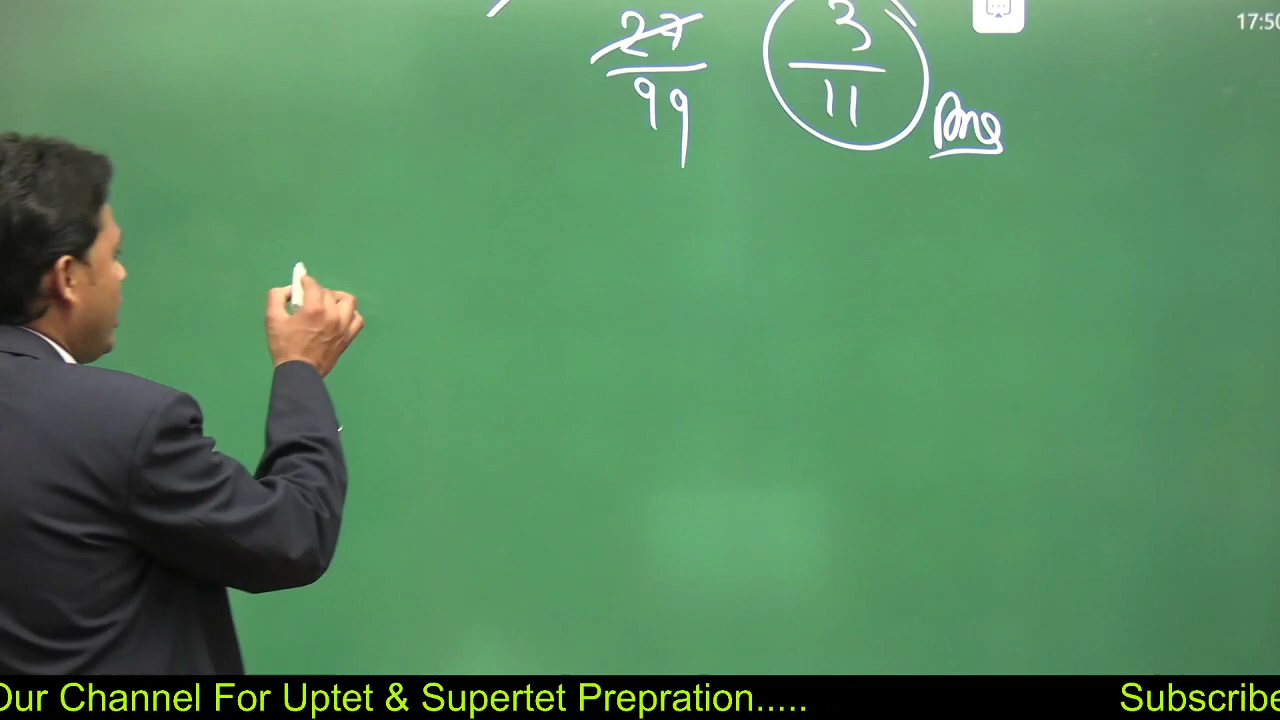 17:50
27 3
99 11 Ans
Our Channel For Uptet & Supertet Prepration..... Subscribe